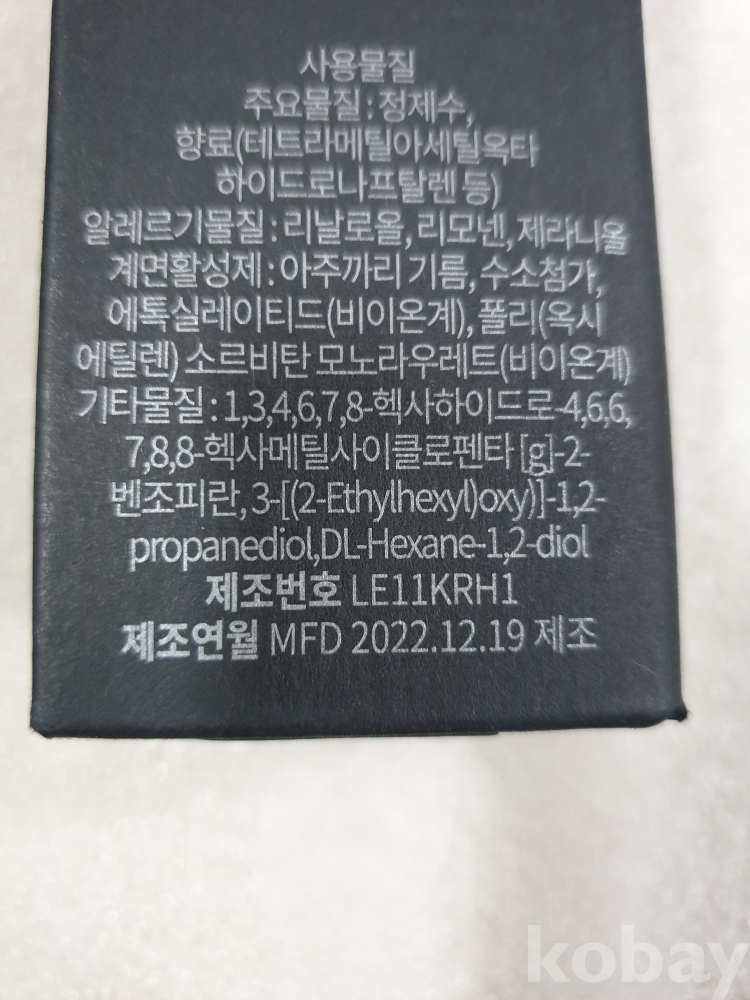 사용물질
주요물질 : 정제수,
향료(테트라메틸아세틸옥타
하이드로나프탈렌 등)
알레르기물질 : 리날로올, 리모넨, 제라니올
계면활성제 : 아주까리 기름, 수소첨가,
에톡실레이티드(비이온계), 폴리(옥시
에틸렌) 소르비탄 모노라우레트(비이온계)
기타물질 : 1,3,4,6,7,8-헥사하이드로-4,6,6,
7,8,8-헥사메틸사이클로펜타[g]-2-
벤조피란, 3-[(2-Ethylhexyl)oxy)]-1,2-
propanediol,DL-Hexane-1,2-diol
제조번호 LE11KRH1
제조연월 MFD 2022.12.19 제조
kobay